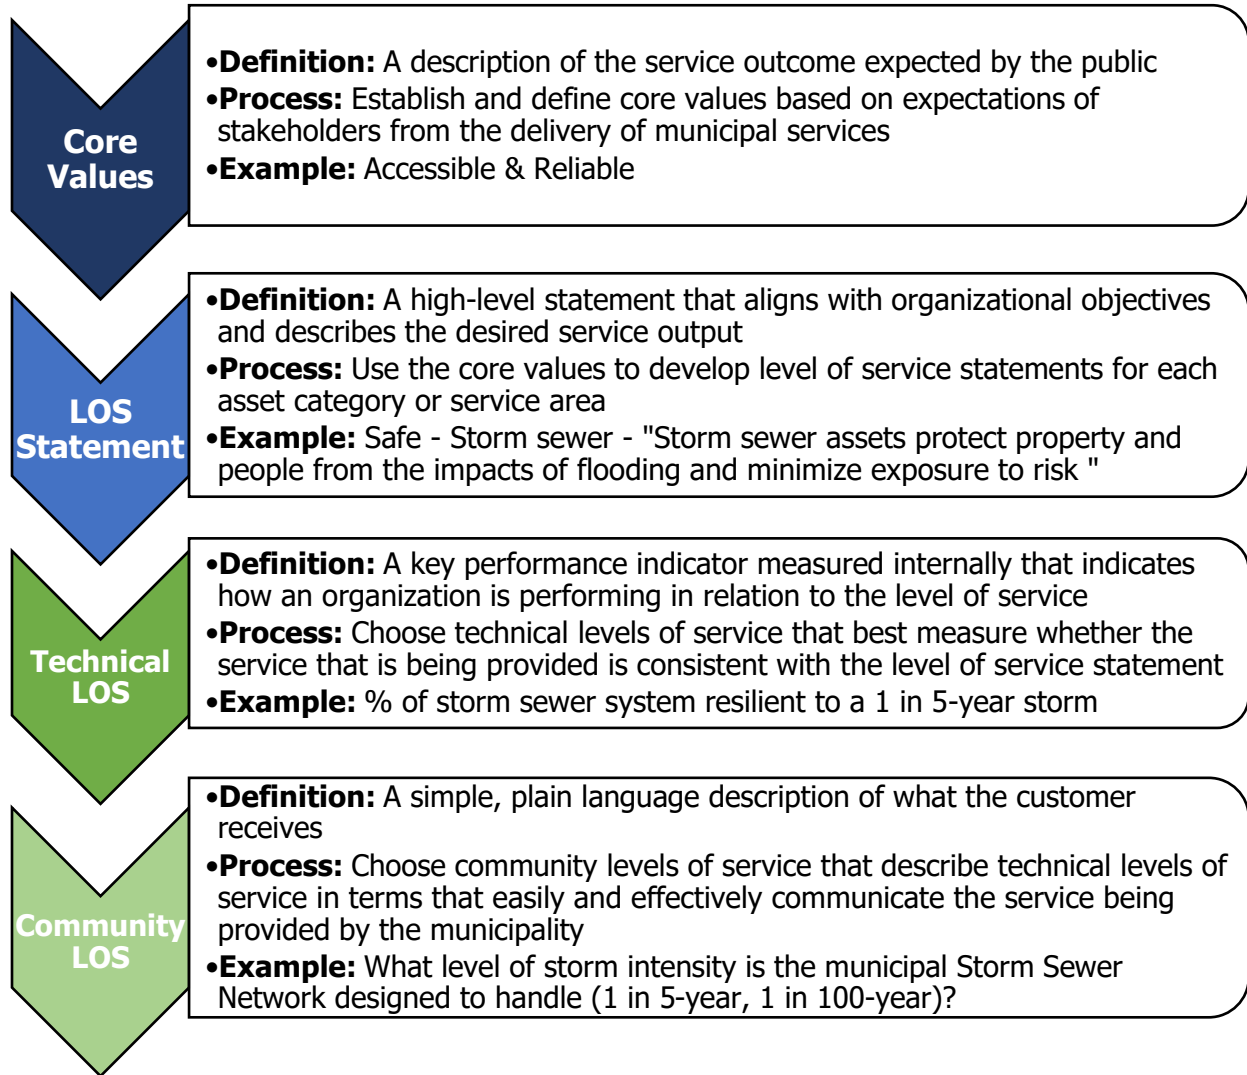 Core
Values
•Definition: A description of the service outcome expected by the public
•Process: Establish and define core values based on expectations of
stakeholders from the delivery of municipal services
•Example: Accessible & Reliable
LOS
Statement
•Definition: A high-level statement that aligns with organizational objectives
and describes the desired service output
•Process: Use the core values to develop level of service statements for each
asset category or service area
•Example: Safe - Storm sewer - "Storm sewer assets protect property and
people from the impacts of flooding and minimize exposure to risk "
Technical
LOS
•Definition: A key performance indicator measured internally that indicates
how an organization is performing in relation to the level of service
•Process: Choose technical levels of service that best measure whether the
service that is being provided is consistent with the level of service statement
•Example: % of storm sewer system resilient to a 1 in 5-year storm
Community
LOS
•Definition: A simple, plain language description of what the customer
receives
•Process: Choose community levels of service that describe technical levels of
service in terms that easily and effectively communicate the service being
provided by the municipality
•Example: What level of storm intensity is the municipal Storm Sewer
Network designed to handle (1 in 5-year, 1 in 100-year)?